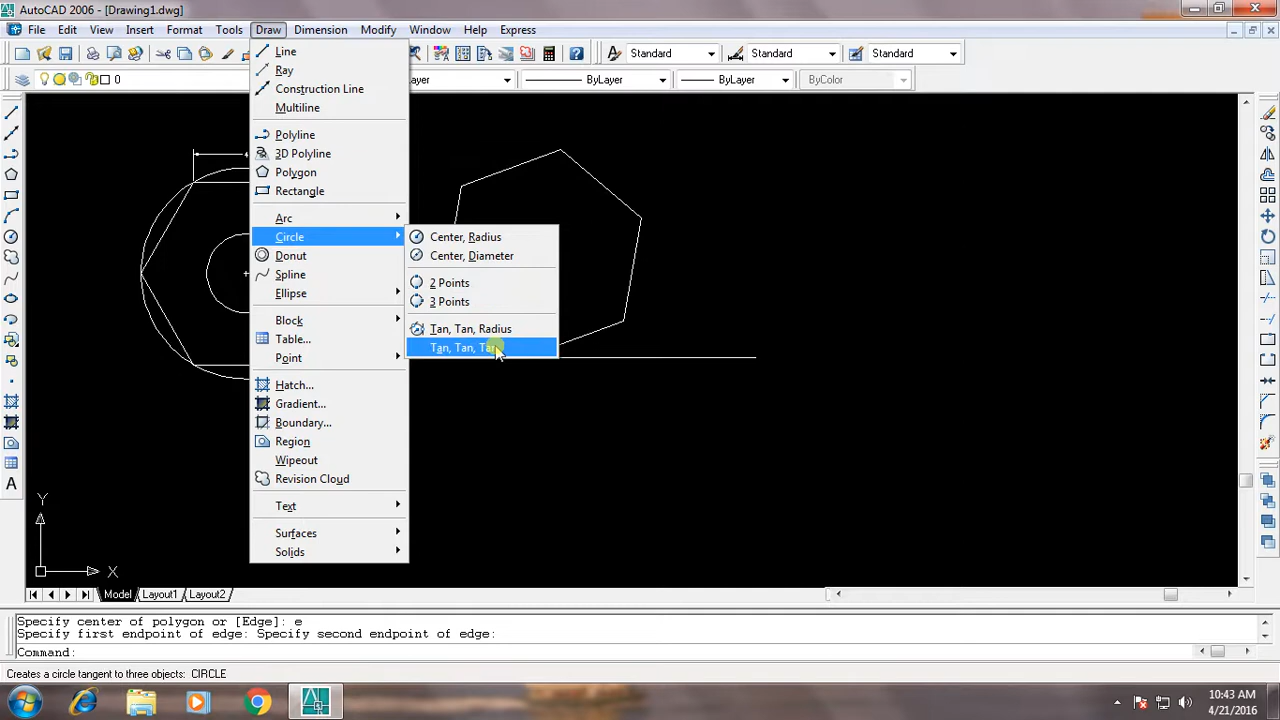 AutoCAD 2006 - [Drawing1.dwg]
File Edit View Insert Format Tools Draw Dimension Modify Window Help Express
Standard Standard Standard
0 ByLayer ByLayer ByColor
Line
Ray
Construction Line
Multiline
Polyline
3D Polyline
Polygon
Rectangle
Arc
Circle
Donut
Spline
Ellipse
Block
Table...
Point
Hatch...
Gradient...
Boundary...
Region
Wipeout
Revision Cloud
Text
Surfaces
Solids
Center, Radius
Center, Diameter
2 Points
3 Points
Tan, Tan, Radius
Tan, Tan,
Y
X
A
Model Layout1 Layout2
Specify center of polygon or [Edge]: e
Specify first endpoint of edge: Specify second endpoint of edge:
Command:
Creates a circle tangent to three objects: CIRCLE
10:43 AM
4/21/2016